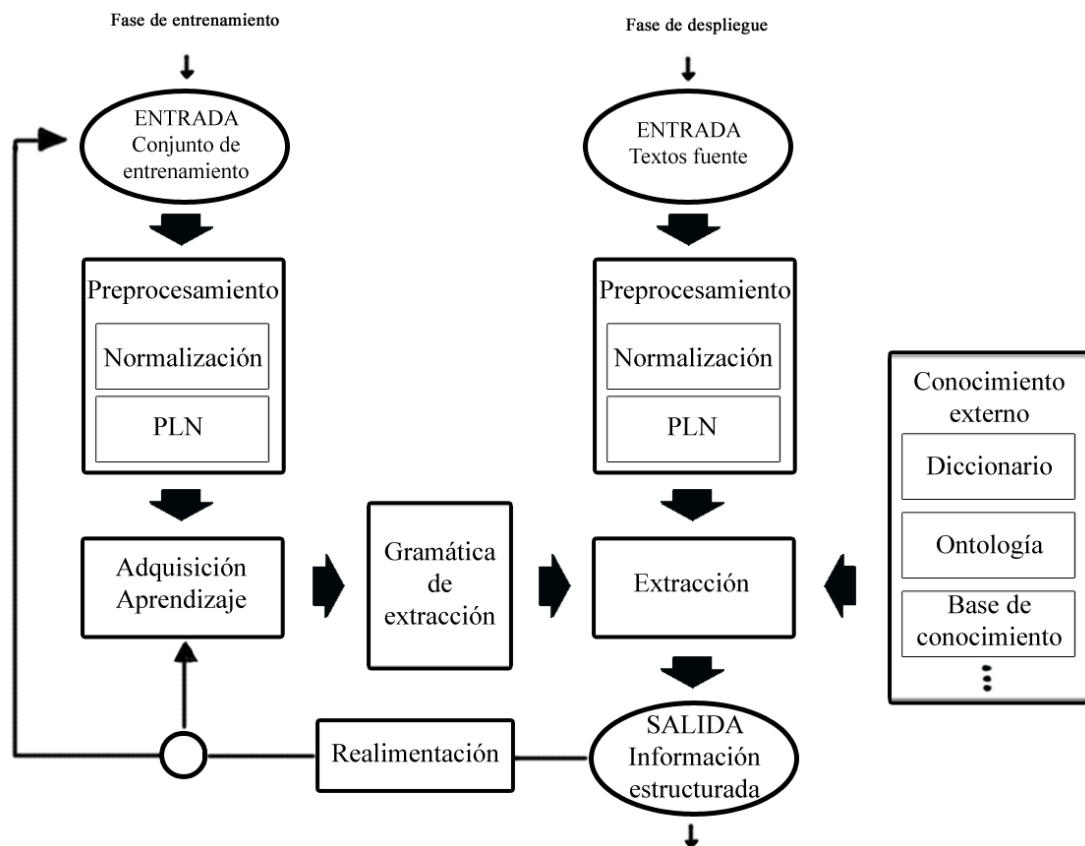 Fase de entrenamiento
Fase de despliegue
ENTRADA
Conjunto de
entrenamiento
ENTRADA
Textos fuente
Preprocesamiento
Normalización
PLN
Preprocesamiento
Normalización
PLN
Conocimiento
externo
Diccionario
Ontología
Base de
conocimiento
Adquisición
Aprendizaje
Gramática
de
extracción
Extracción
Realimentación
SALIDA
Información
estructurada